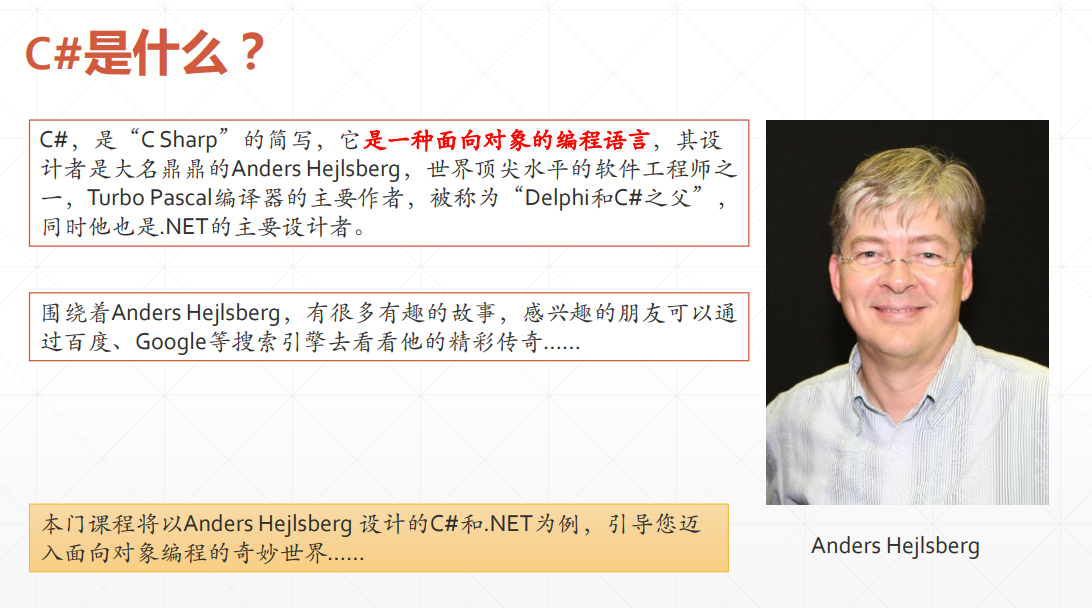 C#是什么？
C#，是“C Sharp”的简写，它是一种面向对象的编程语言，其设
计者是大名鼎鼎的Anders Hejlsberg，世界顶尖水平的软件工程师之
一，Turbo Pascal编译器的主要作者，被称为“Delphi和C#之父”，
同时他也是.NET的主要设计者。
围绕着Anders Hejlsberg，有很多有趣的故事，感兴趣的朋友可以通
过百度、Google等搜索引擎去看看他的精彩传奇……
本门课程将以Anders Hejlsberg 设计的C#和.NET为例，引导您迈
入面向对象编程的奇妙世界……
Anders Hejlsberg